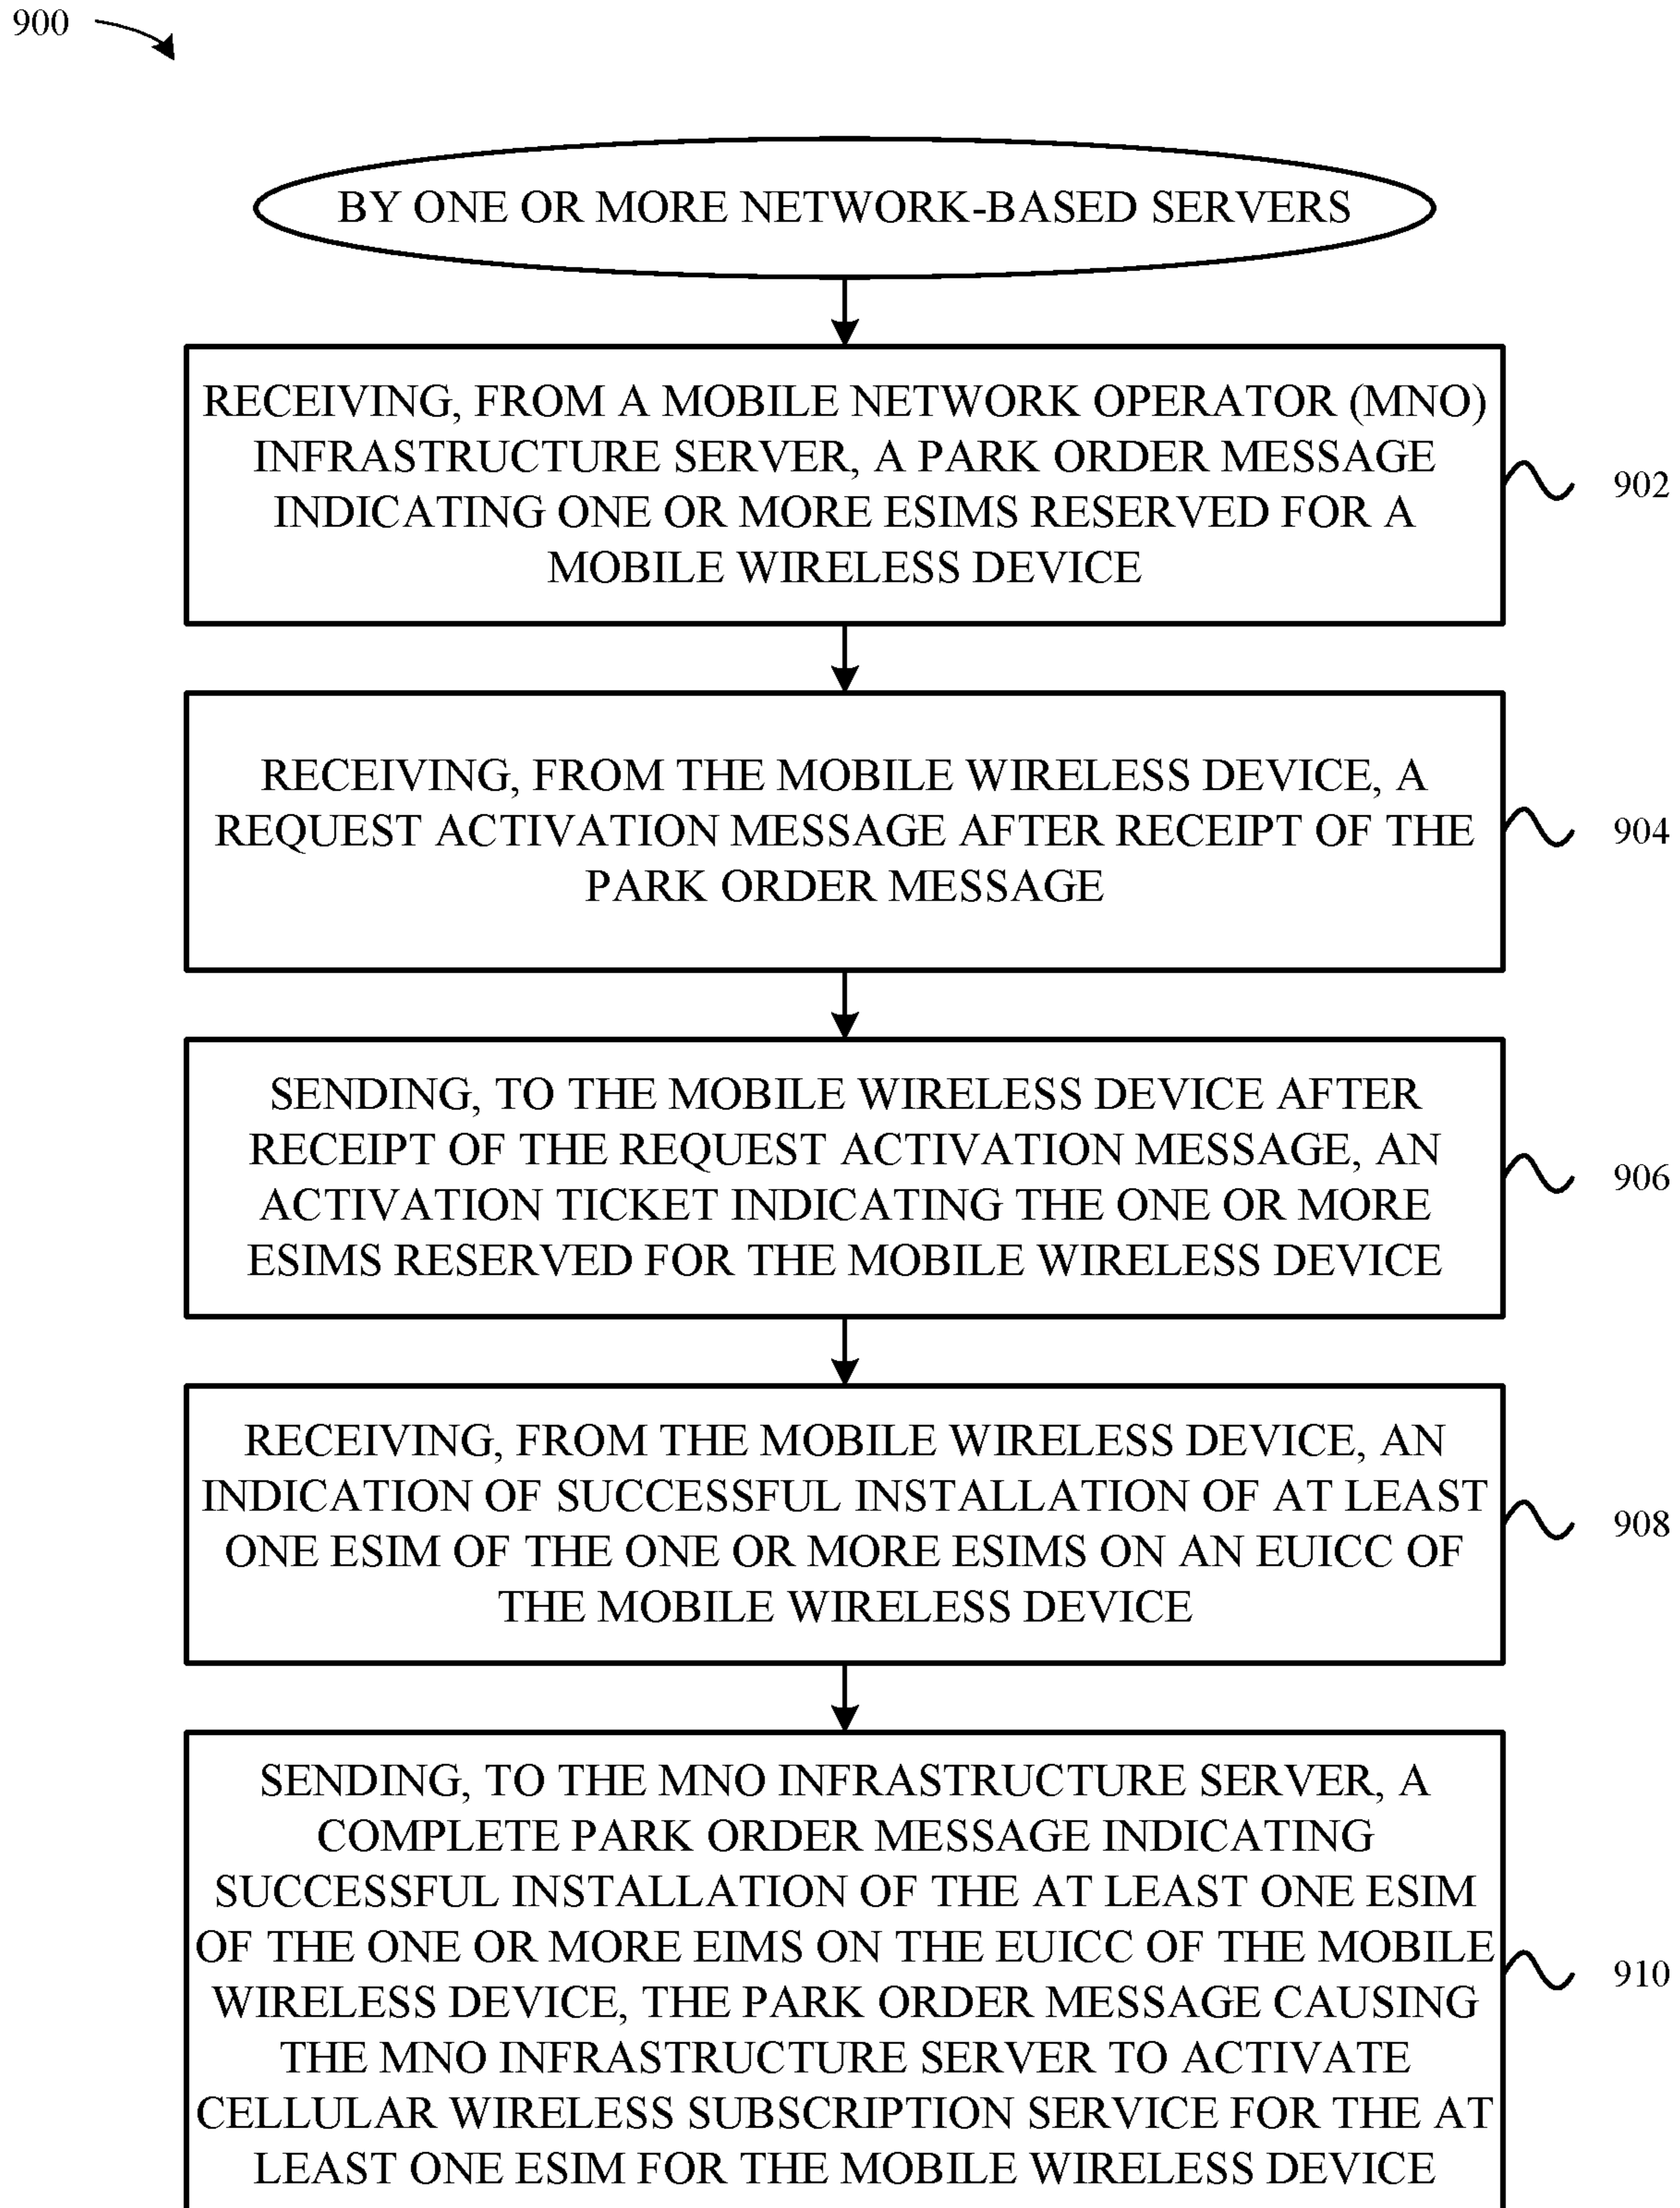 900
BY ONE OR MORE NETWORK-BASED SERVERS
RECEIVING, FROM A MOBILE NETWORK OPERATOR (MNO)
INFRASTRUCTURE SERVER, A PARK ORDER MESSAGE
INDICATING ONE OR MORE ESIMS RESERVED FOR A
MOBILE WIRELESS DEVICE
902
RECEIVING, FROM THE MOBILE WIRELESS DEVICE, A
REQUEST ACTIVATION MESSAGE AFTER RECEIPT OF THE
PARK ORDER MESSAGE
904
SENDING, TO THE MOBILE WIRELESS DEVICE AFTER
RECEIPT OF THE REQUEST ACTIVATION MESSAGE, AN
ACTIVATION TICKET INDICATING THE ONE OR MORE
ESIMS RESERVED FOR THE MOBILE WIRELESS DEVICE
906
RECEIVING, FROM THE MOBILE WIRELESS DEVICE, AN
INDICATION OF SUCCESSFUL INSTALLATION OF AT LEAST
ONE ESIM OF THE ONE OR MORE ESIMS ON AN EUICC OF
THE MOBILE WIRELESS DEVICE
908
SENDING, TO THE MNO INFRASTRUCTURE SERVER, A
COMPLETE PARK ORDER MESSAGE INDICATING
SUCCESSFUL INSTALLATION OF THE AT LEAST ONE ESIM
OF THE ONE OR MORE EIMS ON THE EUICC OF THE MOBILE
WIRELESS DEVICE, THE PARK ORDER MESSAGE CAUSING
THE MNO INFRASTRUCTURE SERVER TO ACTIVATE
CELLULAR WIRELESS SUBSCRIPTION SERVICE FOR THE AT
LEAST ONE ESIM FOR THE MOBILE WIRELESS DEVICE
910